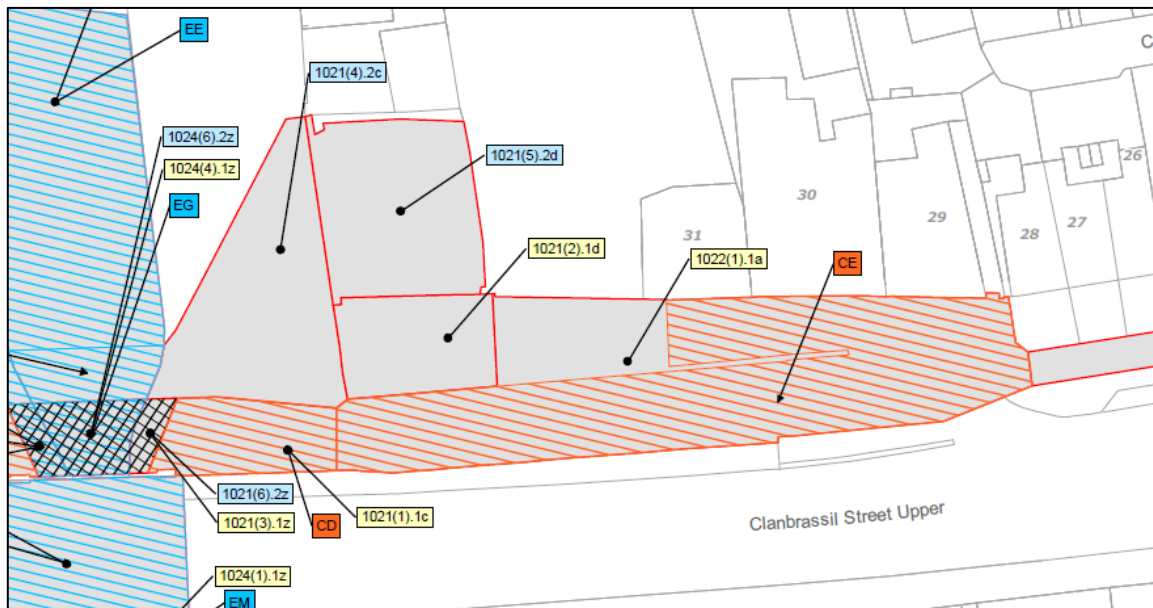 EE
C
1021(4).2c
1024(6).2z
1024(4).1z
EG
1021(5).2d
26
30
29
31
28
27
1021(2).1d
1022(1).1a
CE
1021(6).2z
1021(3).1z
CD
1021(1).1c
Clanbrassil Street Upper
1024(1).1z
EM